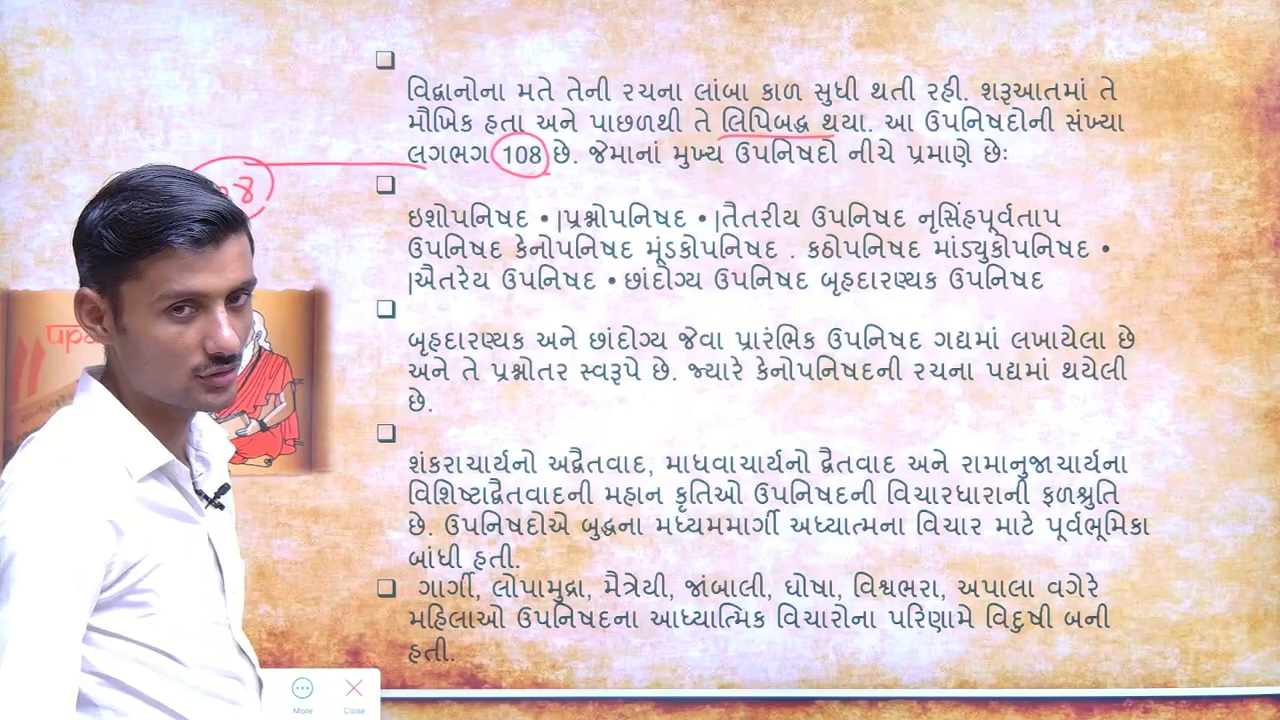 વિદ્વાનોના મતે તેની રચના લાંબા કાળ સુધી થતી રહી. શરૂઆતમાં તે
મૌખિક હતા અને પાછળથી તે લિપિબદ્ધ થયા. આ ઉપનિષદોની સંખ્યા
લગભગ 108 છે. જેમાનાં મુખ્ય ઉપનિષદો નીચે પ્રમાણે છેઃ
ઇશોપનિષદ • |પ્રશ્નોપનિષદ • |તૈતરીય ઉપનિષદ નૃસિંહપૂર્વતાપ
ઉપનિષદ કેનોપનિષદ મૂંડકોપનિષદ . કઠોપનિષદ માંડ્યુકોપનિષદ •
|ઐતરેય ઉપનિષદ • છાંદોગ્ય ઉપનિષદ બૃહદારણ્યક ઉપનિષદ
બૃહદારણ્યક અને છાંદોગ્ય જેવા પ્રારંભિક ઉપનિષદ ગદ્યમાં લખાયેલા છે
અને તે પ્રશ્નોતર સ્વરૂપે છે. જ્યારે કેનોપનિષદની રચના પદ્યમાં થયેલી
છે.
શંકરાચાર્યનો અદ્વૈતવાદ, માધવાચાર્યનો દ્વૈતવાદ અને રામાનુજાચાર્યના
વિશિષ્ટાદ્વૈતવાદની મહાન કૃતિઓ ઉપનિષદની વિચારધારાની ફળશ્રુતિ
છે. ઉપનિષદોએ બુદ્ધના મધ્યમમાર્ગી અધ્યાત્મના વિચાર માટે પૂર્વભૂમિકા
બાંધી હતી.
ગાર્ગી, લોપામુદ્રા, મૈત્રેયી, જાંબાલી, ઘોષા, વિશ્વભરા, અપાલા વગેરે
મહિલાઓ ઉપનિષદના આધ્યાત્મિક વિચારોના પરિણામે વિદુષી બની
હતી.
More Close